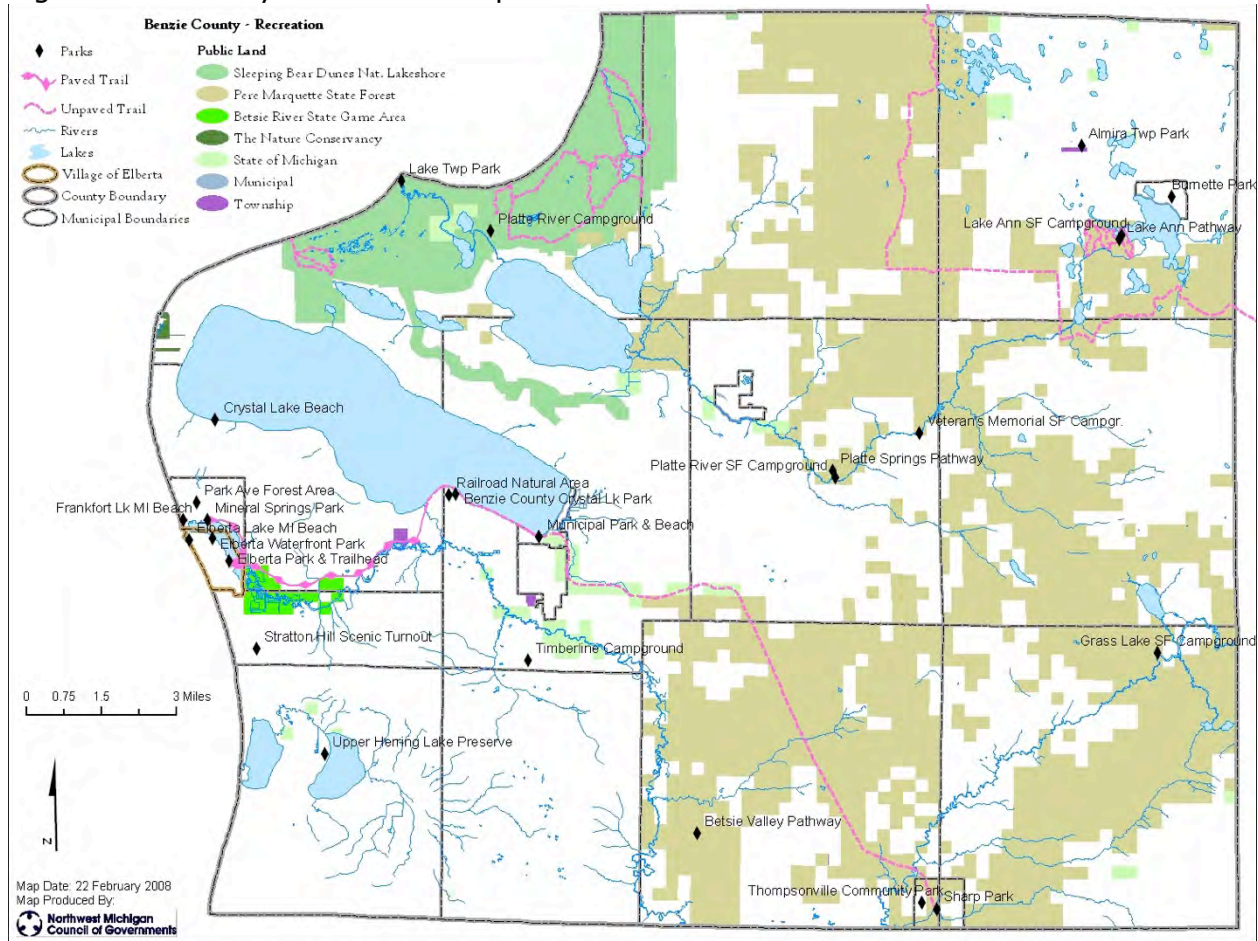 Benzie County - Recreation
Parks
Paved Trail
Unpaved Trail
Rivers
Lakes
Village of Elberta
County Boundary
Municipal Boundaries
Public Land
Sleeping Bear Dunes Nat. Lakeshore
Pere Marquette State Forest
Betsie River State Game Area
The Nature Conservancy
State of Michigan
Municipal
Township
Lake Twp Park
Platte River Campground
Almira Twp Park
Burnette Park
Lake Ann SF Campground
Lake Ann Pathway
Crystal Lake Beach
Veteran's Memorial SF Campgr.
Platte River SF Campground
Platte Springs Pathway
Railroad Natural Area
Benzie County Crystal Lk Park
Park Ave Forest Area
Frankfort Lk MI Beach
Mineral Springs Park
Municipal Park & Beach
Elberta Lake MI Beach
Elberta Waterfront Park
Elberta Park & Trailhead
Stratton Hill Scenic Turnout
Timberline Campground
Grass Lake SF Campground
0 0.75 1.5 3 Miles
Upper Herring Lake Preserve
N
Betsie Valley Pathway
Thompsonville Community Park
Sharp Park
Map Date: 22 February 2008
Map Produced By:
Northwest Michigan
Council of Governments